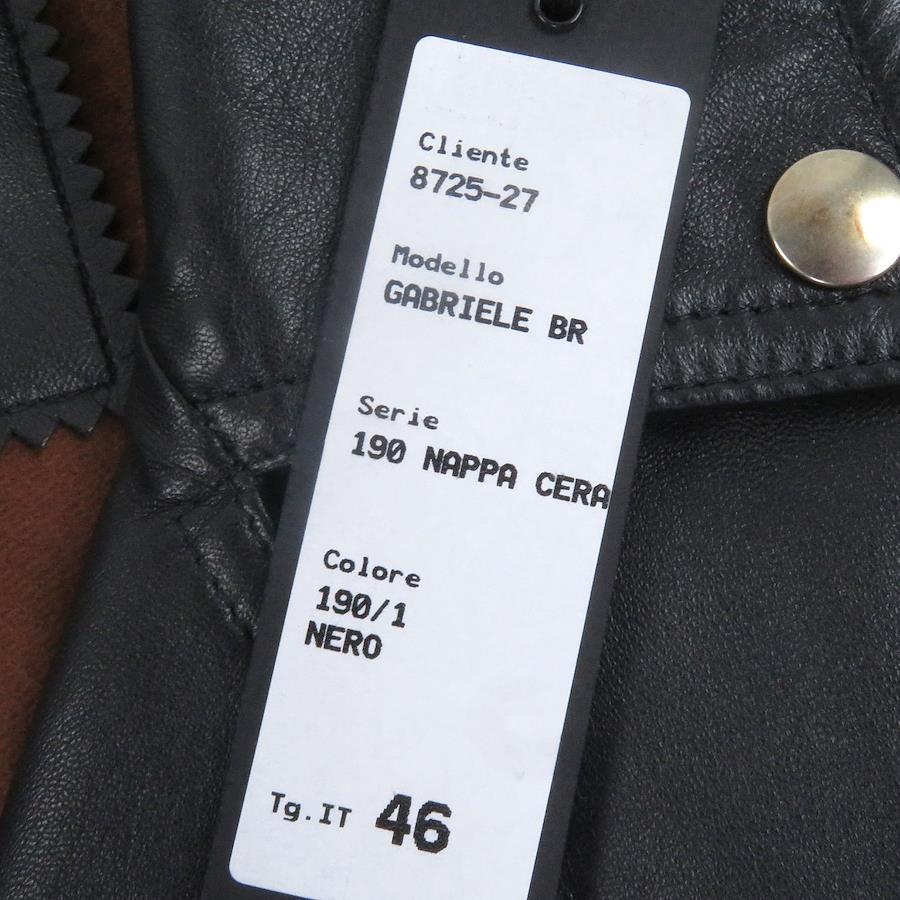 Cliente
8725-27
Modello
GABRIELE BR
Serie
190 NAPPA CERA
Colore
190/1
NERO
Tg.IT 46